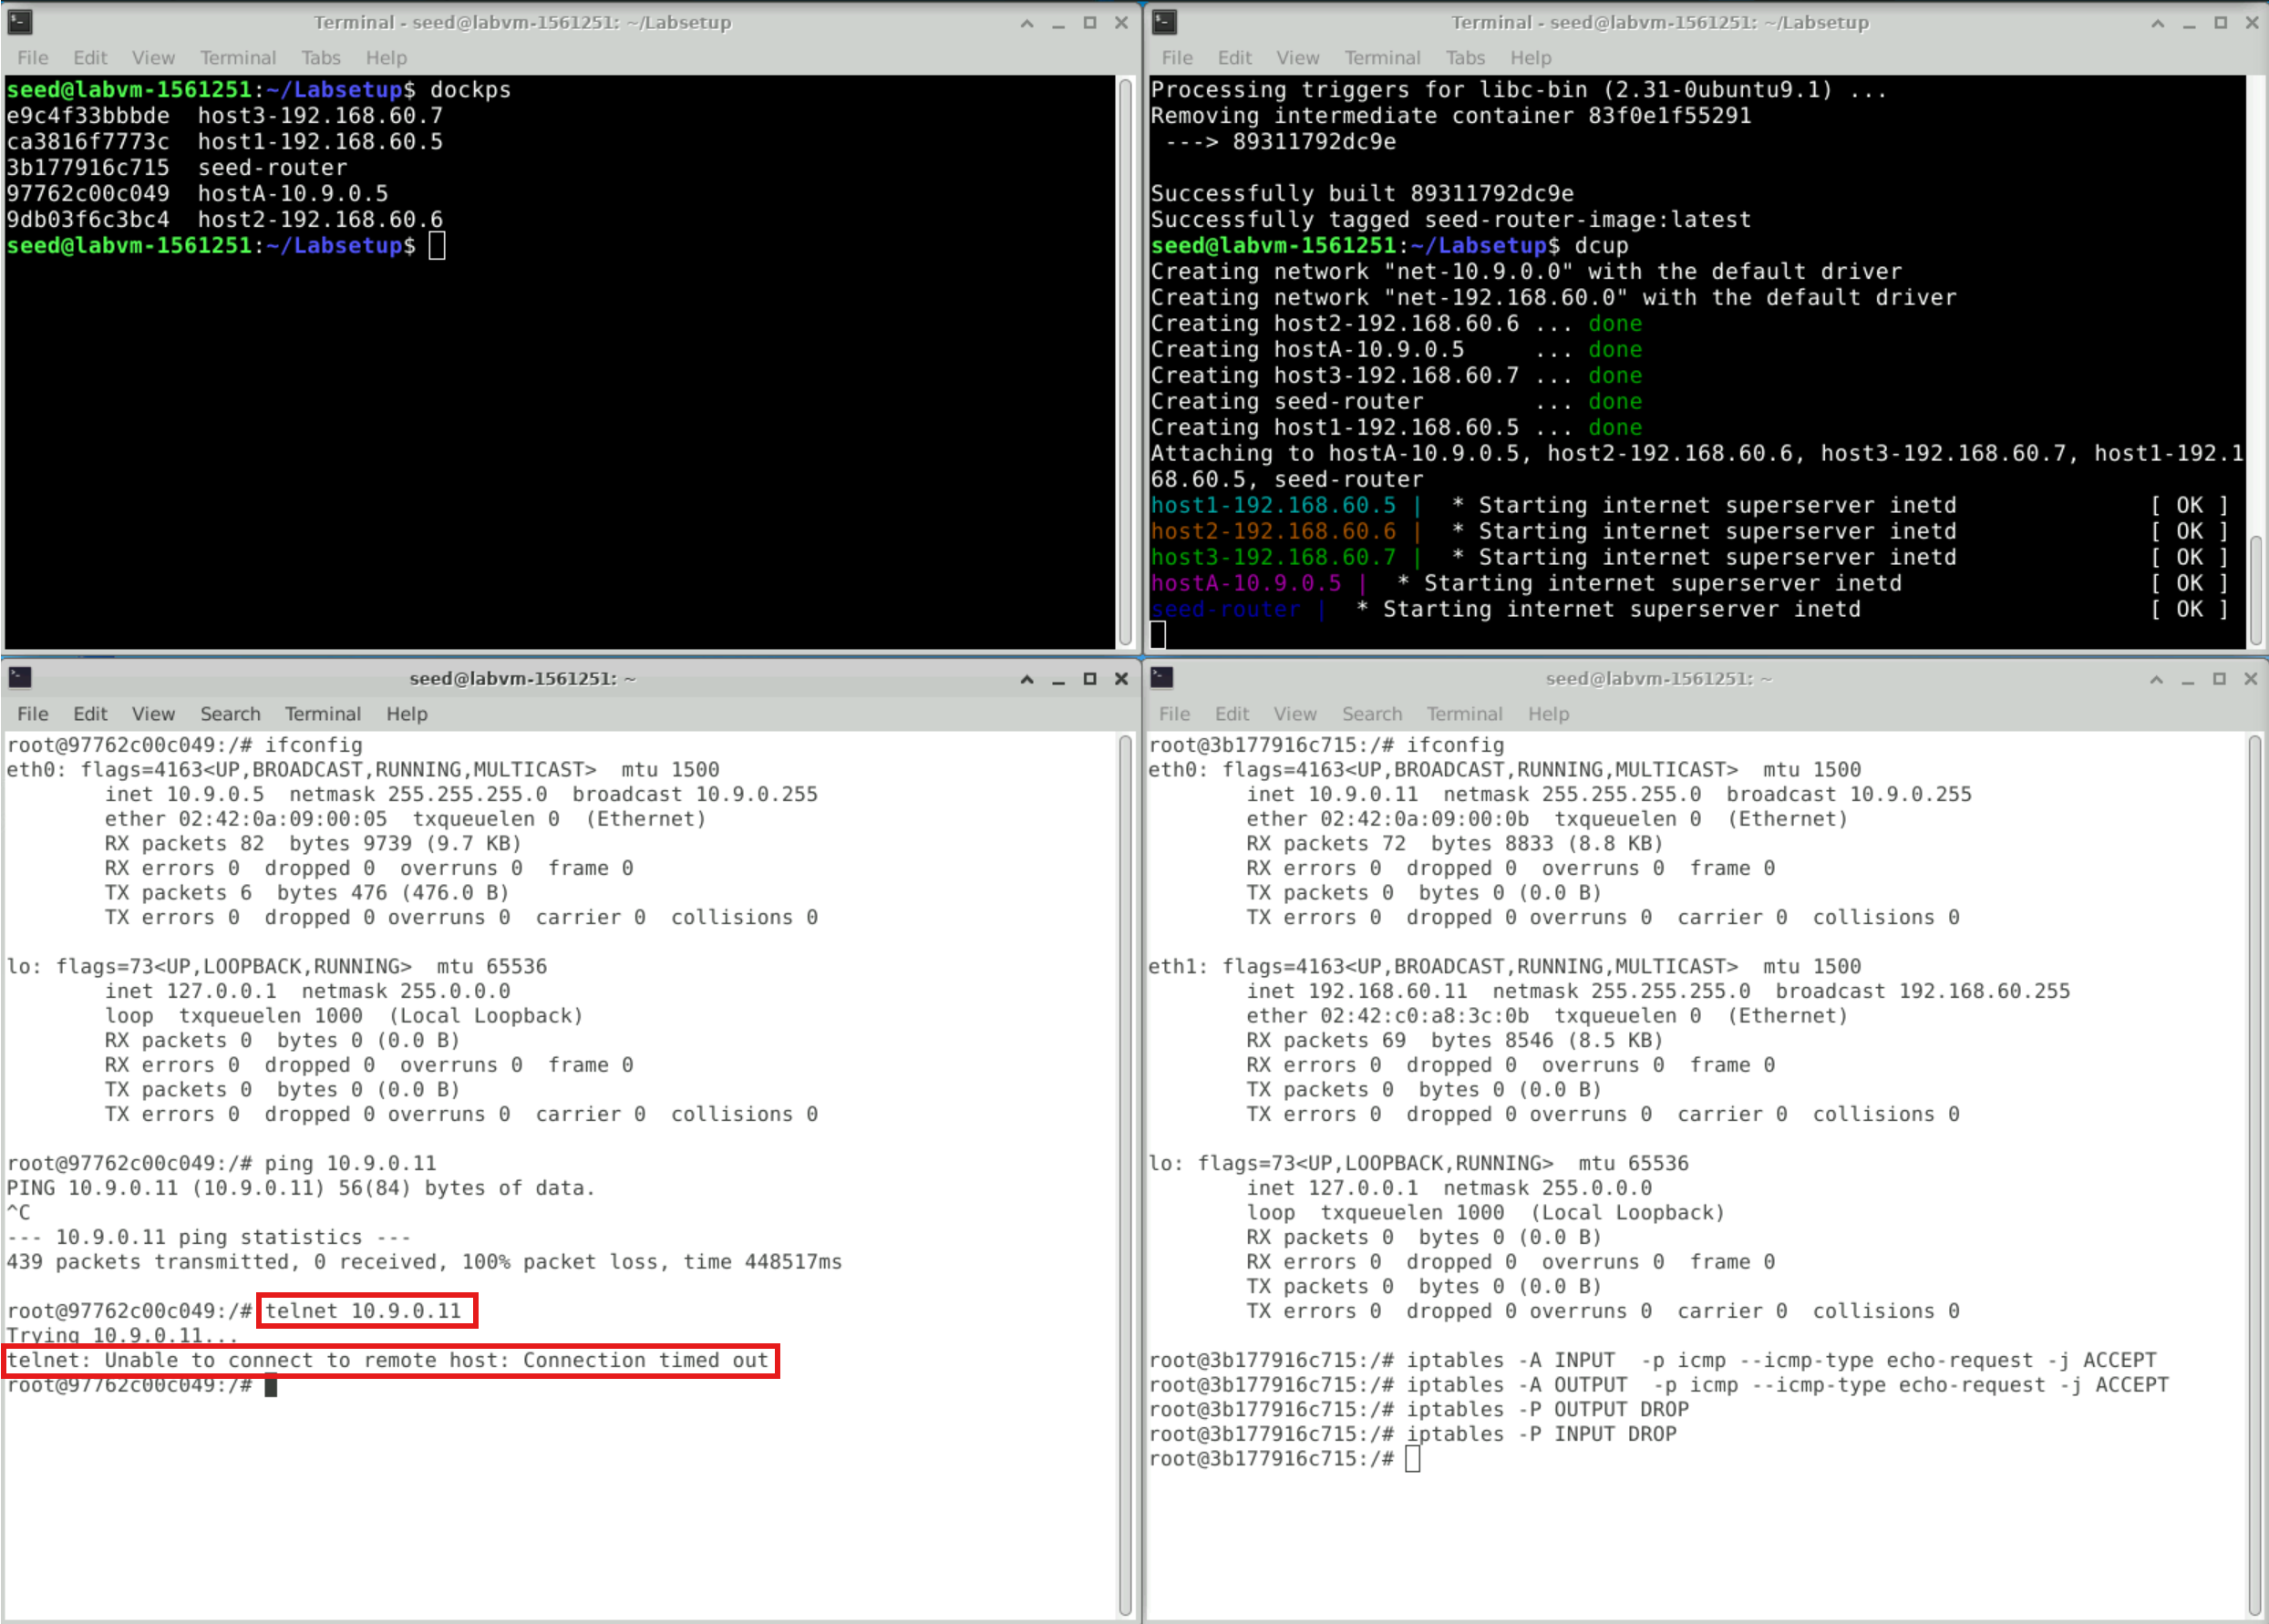 Terminal - seed@labvm-1561251: ~/Labsetup
File Edit View Terminal Tabs Help
seed@labvm-1561251:~/Labsetup$ dockps
e9c4f33bbbde  host3-192.168.60.7
ca3816f7773c  host1-192.168.60.5
3b177916c715  seed-router
97762c00c049  hostA-10.9.0.5
9db03f6c3bc4  host2-192.168.60.6
seed@labvm-1561251:~/Labsetup$
Terminal - seed@labvm-1561251: ~/Labsetup
File Edit View Terminal Tabs Help
Processing triggers for libc-bin (2.31-0ubuntu9.1) ...
Removing intermediate container 83f0e1f55291
 ---> 89311792dc9e
Successfully built 89311792dc9e
Successfully tagged seed-router-image:latest
seed@labvm-1561251:~/Labsetup$ dcup
Creating network "net-10.9.0.0" with the default driver
Creating network "net-192.168.60.0" with the default driver
Creating host2-192.168.60.6 ... done
Creating hostA-10.9.0.5     ... done
Creating host3-192.168.60.7 ... done
Creating seed-router        ... done
Creating host1-192.168.60.5 ... done
Attaching to hostA-10.9.0.5, host2-192.168.60.6, host3-192.168.60.7, host1-192.1
68.60.5, seed-router
host1-192.168.60.5 |  * Starting internet superserver inetd [ OK ]
host2-192.168.60.6 |  * Starting internet superserver inetd [ OK ]
host3-192.168.60.7 |  * Starting internet superserver inetd [ OK ]
hostA-10.9.0.5 |  * Starting internet superserver inetd [ OK ]
seed-router |  * Starting internet superserver inetd [ OK ]
seed@labvm-1561251: ~
File Edit View Search Terminal Help
root@97762c00c049:/# ifconfig
eth0: flags=4163<UP,BROADCAST,RUNNING,MULTICAST>  mtu 1500
        inet 10.9.0.5  netmask 255.255.255.0  broadcast 10.9.0.255
        ether 02:42:0a:09:00:05  txqueuelen 0  (Ethernet)
        RX packets 82  bytes 9739 (9.7 KB)
        RX errors 0  dropped 0  overruns 0  frame 0
        TX packets 6  bytes 476 (476.0 B)
        TX errors 0  dropped 0 overruns 0  carrier 0  collisions 0
lo: flags=73<UP,LOOPBACK,RUNNING>  mtu 65536
        inet 127.0.0.1  netmask 255.0.0.0
        loop  txqueuelen 1000  (Local Loopback)
        RX packets 0  bytes 0 (0.0 B)
        RX errors 0  dropped 0  overruns 0  frame 0
        TX packets 0  bytes 0 (0.0 B)
        TX errors 0  dropped 0 overruns 0  carrier 0  collisions 0
root@97762c00c049:/# ping 10.9.0.11
PING 10.9.0.11 (10.9.0.11) 56(84) bytes of data.
^C
--- 10.9.0.11 ping statistics ---
439 packets transmitted, 0 received, 100% packet loss, time 448517ms
root@97762c00c049:/# telnet 10.9.0.11
Trying 10.9.0.11...
telnet: Unable to connect to remote host: Connection timed out
root@97762c00c049:/#
seed@labvm-1561251: ~
File Edit View Search Terminal Help
root@3b177916c715:/# ifconfig
eth0: flags=4163<UP,BROADCAST,RUNNING,MULTICAST>  mtu 1500
        inet 10.9.0.11  netmask 255.255.255.0  broadcast 10.9.0.255
        ether 02:42:0a:09:00:0b  txqueuelen 0  (Ethernet)
        RX packets 72  bytes 8833 (8.8 KB)
        RX errors 0  dropped 0  overruns 0  frame 0
        TX packets 0  bytes 0 (0.0 B)
        TX errors 0  dropped 0 overruns 0  carrier 0  collisions 0
eth1: flags=4163<UP,BROADCAST,RUNNING,MULTICAST>  mtu 1500
        inet 192.168.60.11  netmask 255.255.255.0  broadcast 192.168.60.255
        ether 02:42:c0:a8:3c:0b  txqueuelen 0  (Ethernet)
        RX packets 69  bytes 8546 (8.5 KB)
        RX errors 0  dropped 0  overruns 0  frame 0
        TX packets 0  bytes 0 (0.0 B)
        TX errors 0  dropped 0 overruns 0  carrier 0  collisions 0
lo: flags=73<UP,LOOPBACK,RUNNING>  mtu 65536
        inet 127.0.0.1  netmask 255.0.0.0
        loop  txqueuelen 1000  (Local Loopback)
        RX packets 0  bytes 0 (0.0 B)
        RX errors 0  dropped 0  overruns 0  frame 0
        TX packets 0  bytes 0 (0.0 B)
        TX errors 0  dropped 0 overruns 0  carrier 0  collisions 0
root@3b177916c715:/# iptables -A INPUT  -p icmp --icmp-type echo-request -j ACCEPT
root@3b177916c715:/# iptables -A OUTPUT  -p icmp --icmp-type echo-request -j ACCEPT
root@3b177916c715:/# iptables -P OUTPUT DROP
root@3b177916c715:/# iptables -P INPUT DROP
root@3b177916c715:/#